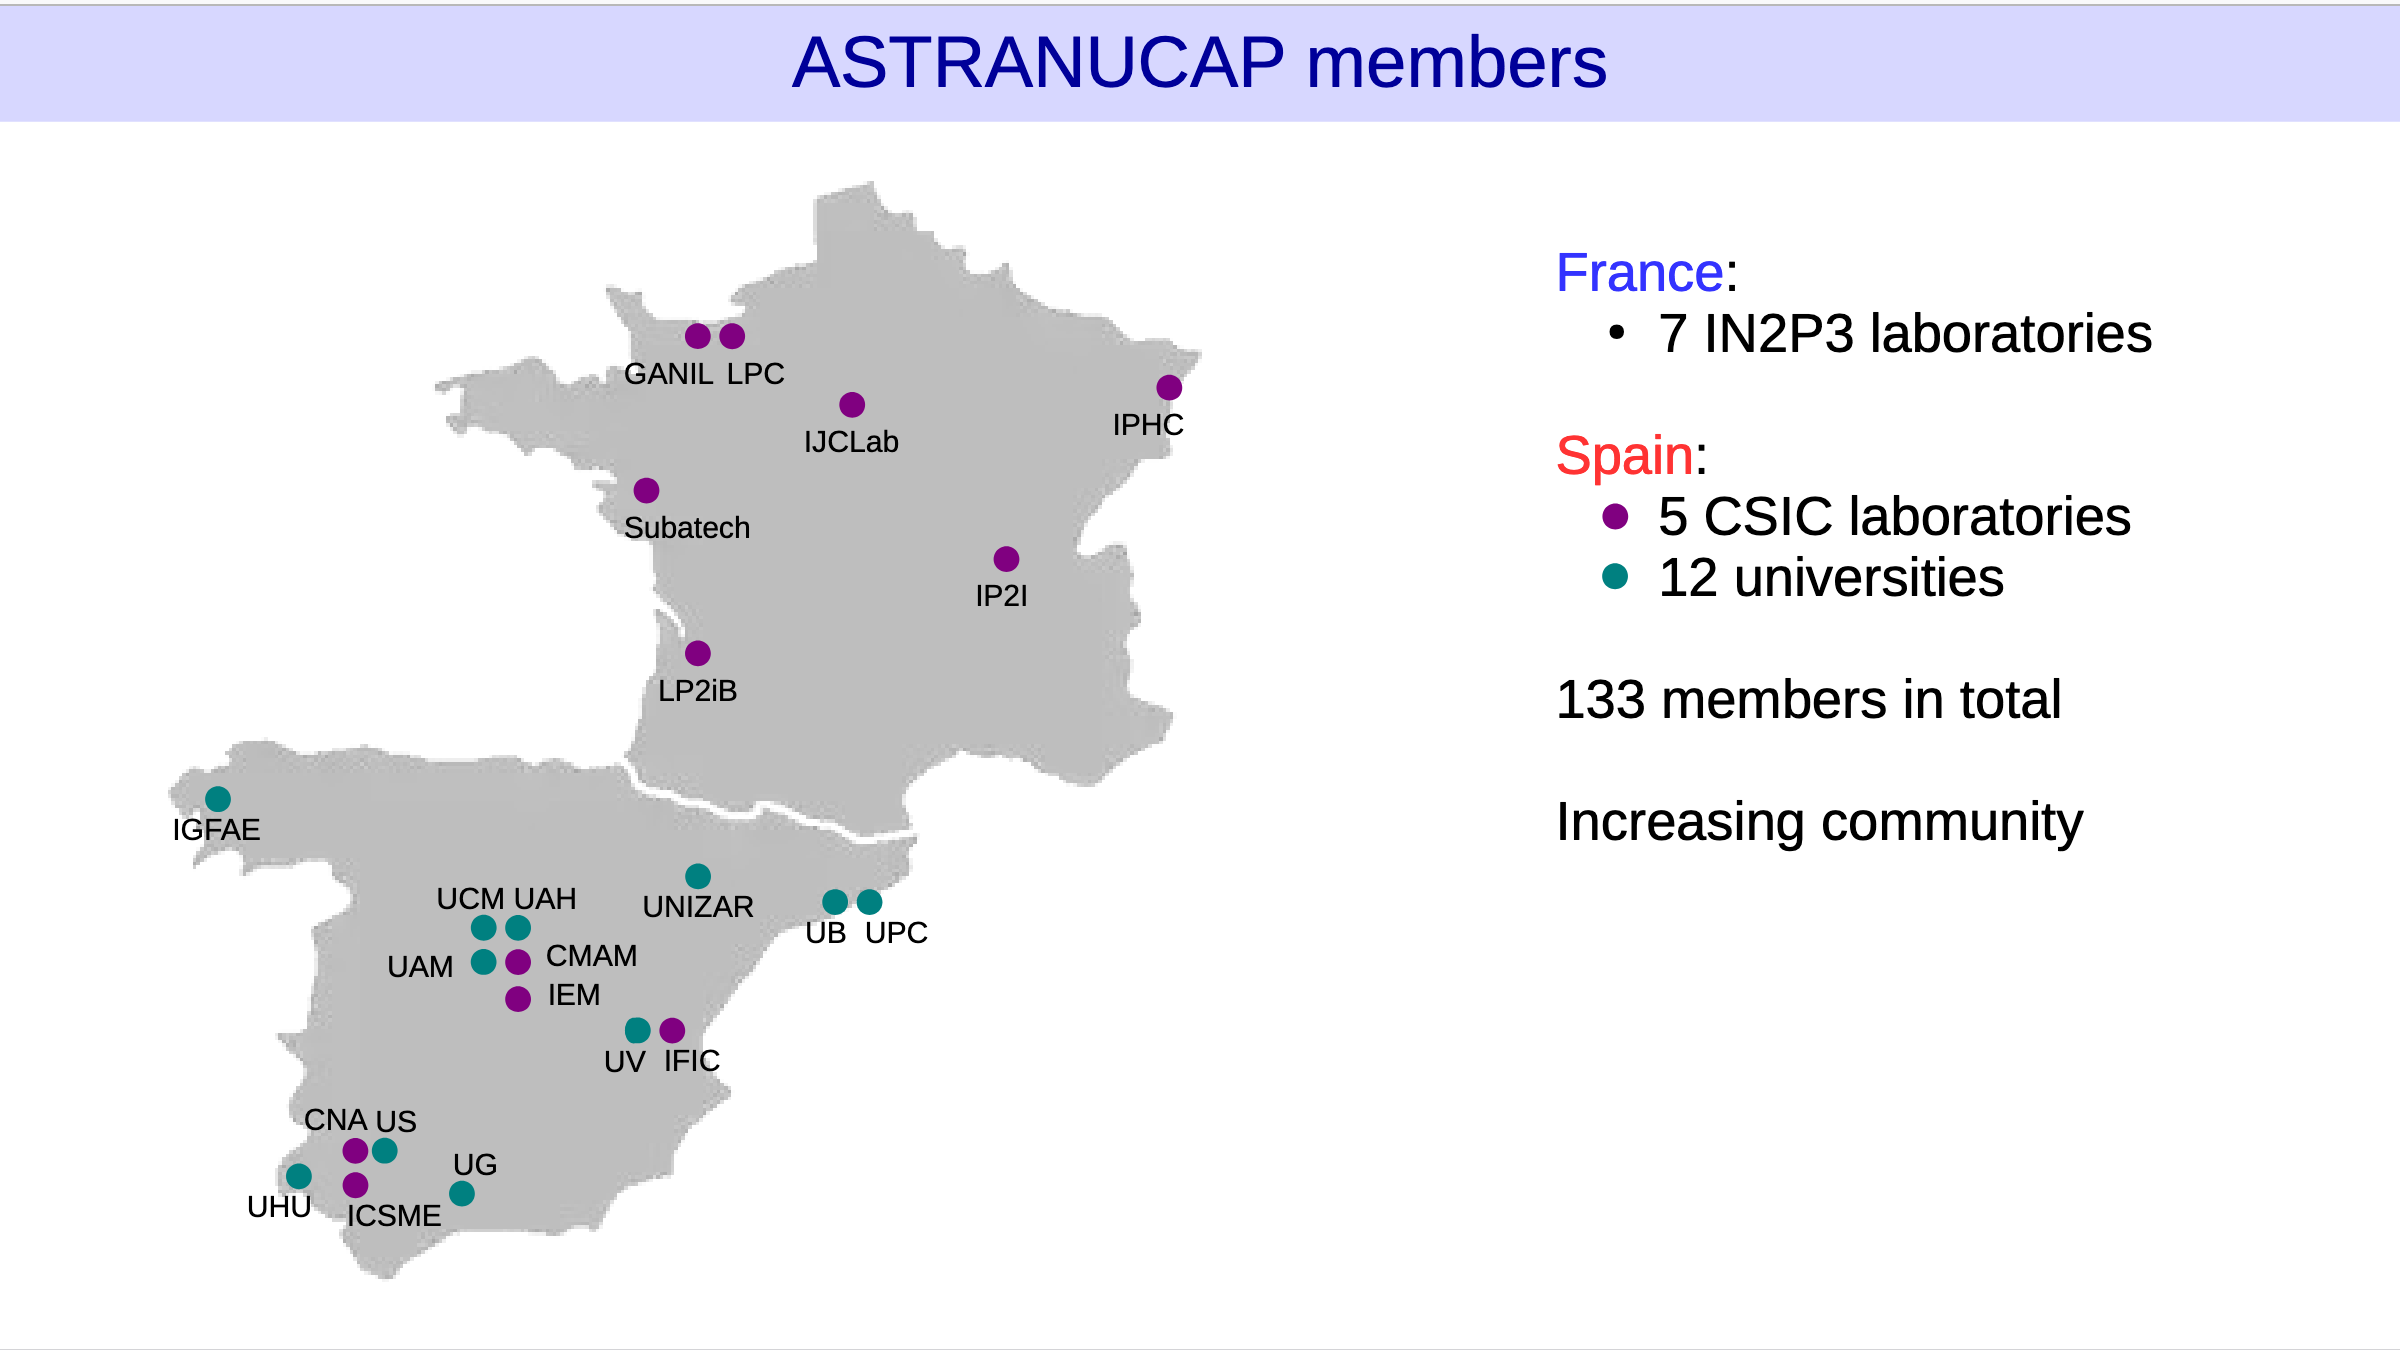 ASTRANUCAP members
GANIL LPC
IJCLab
IPHC
Subatech
IP2I
LP2iB
IGFAE
UCM UAH
UNIZAR
UAM
CMAM
IEM
UB UPC
UV IFIC
CNA US
UG
UHU
ICSME
France:
• 7 IN2P3 laboratories
Spain:
5 CSIC laboratories
12 universities
133 members in total
Increasing community